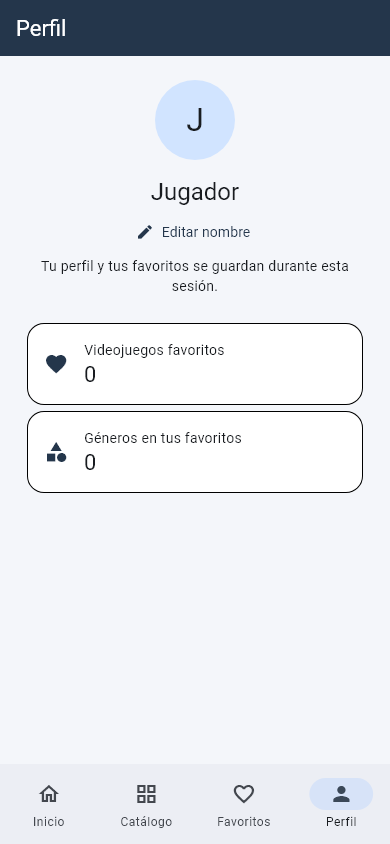 Perfil
J
Jugador
Editar nombre
Tu perfil y tus favoritos se guardan durante esta
sesión.
Videojuegos favoritos
0
Géneros en tus favoritos
0
Inicio
Catálogo
Favoritos
Perfil